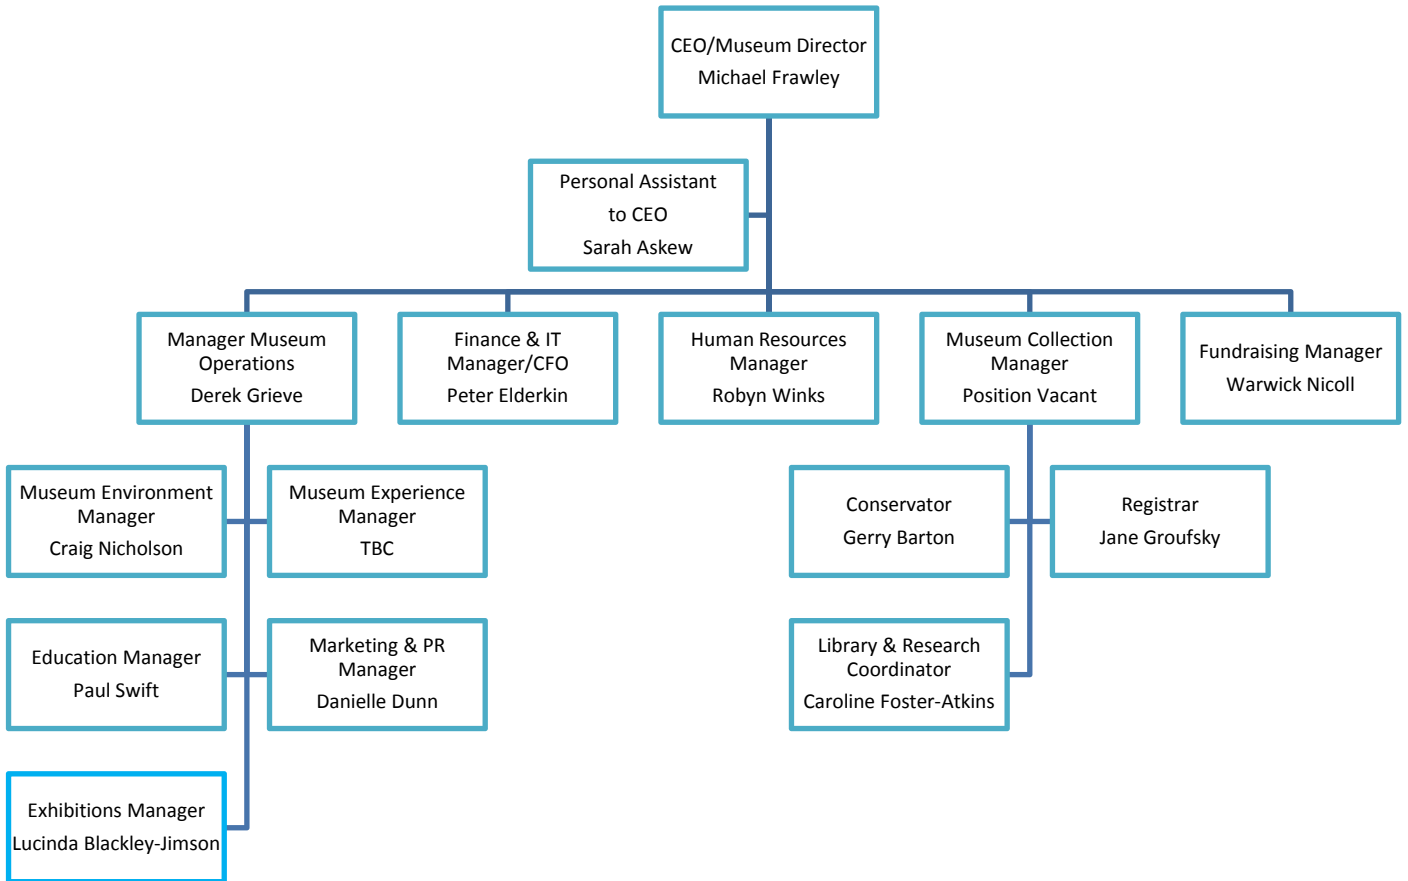 CEO/Museum Director
Michael Frawley
Personal Assistant
to CEO
Sarah Askew
Manager Museum
Operations
Derek Grieve
Finance & IT
Manager/CFO
Peter Elderkin
Human Resources
Manager
Robyn Winks
Museum Collection
Manager
Position Vacant
Fundraising Manager
Warwick Nicoll
Museum Environment
Manager
Craig Nicholson
Museum Experience
Manager
TBC
Conservator
Gerry Barton
Registrar
Jane Groufsky
Education Manager
Paul Swift
Marketing & PR
Manager
Danielle Dunn
Library & Research
Coordinator
Caroline Foster-Atkins
Exhibitions Manager
Lucinda Blackley-Jimson